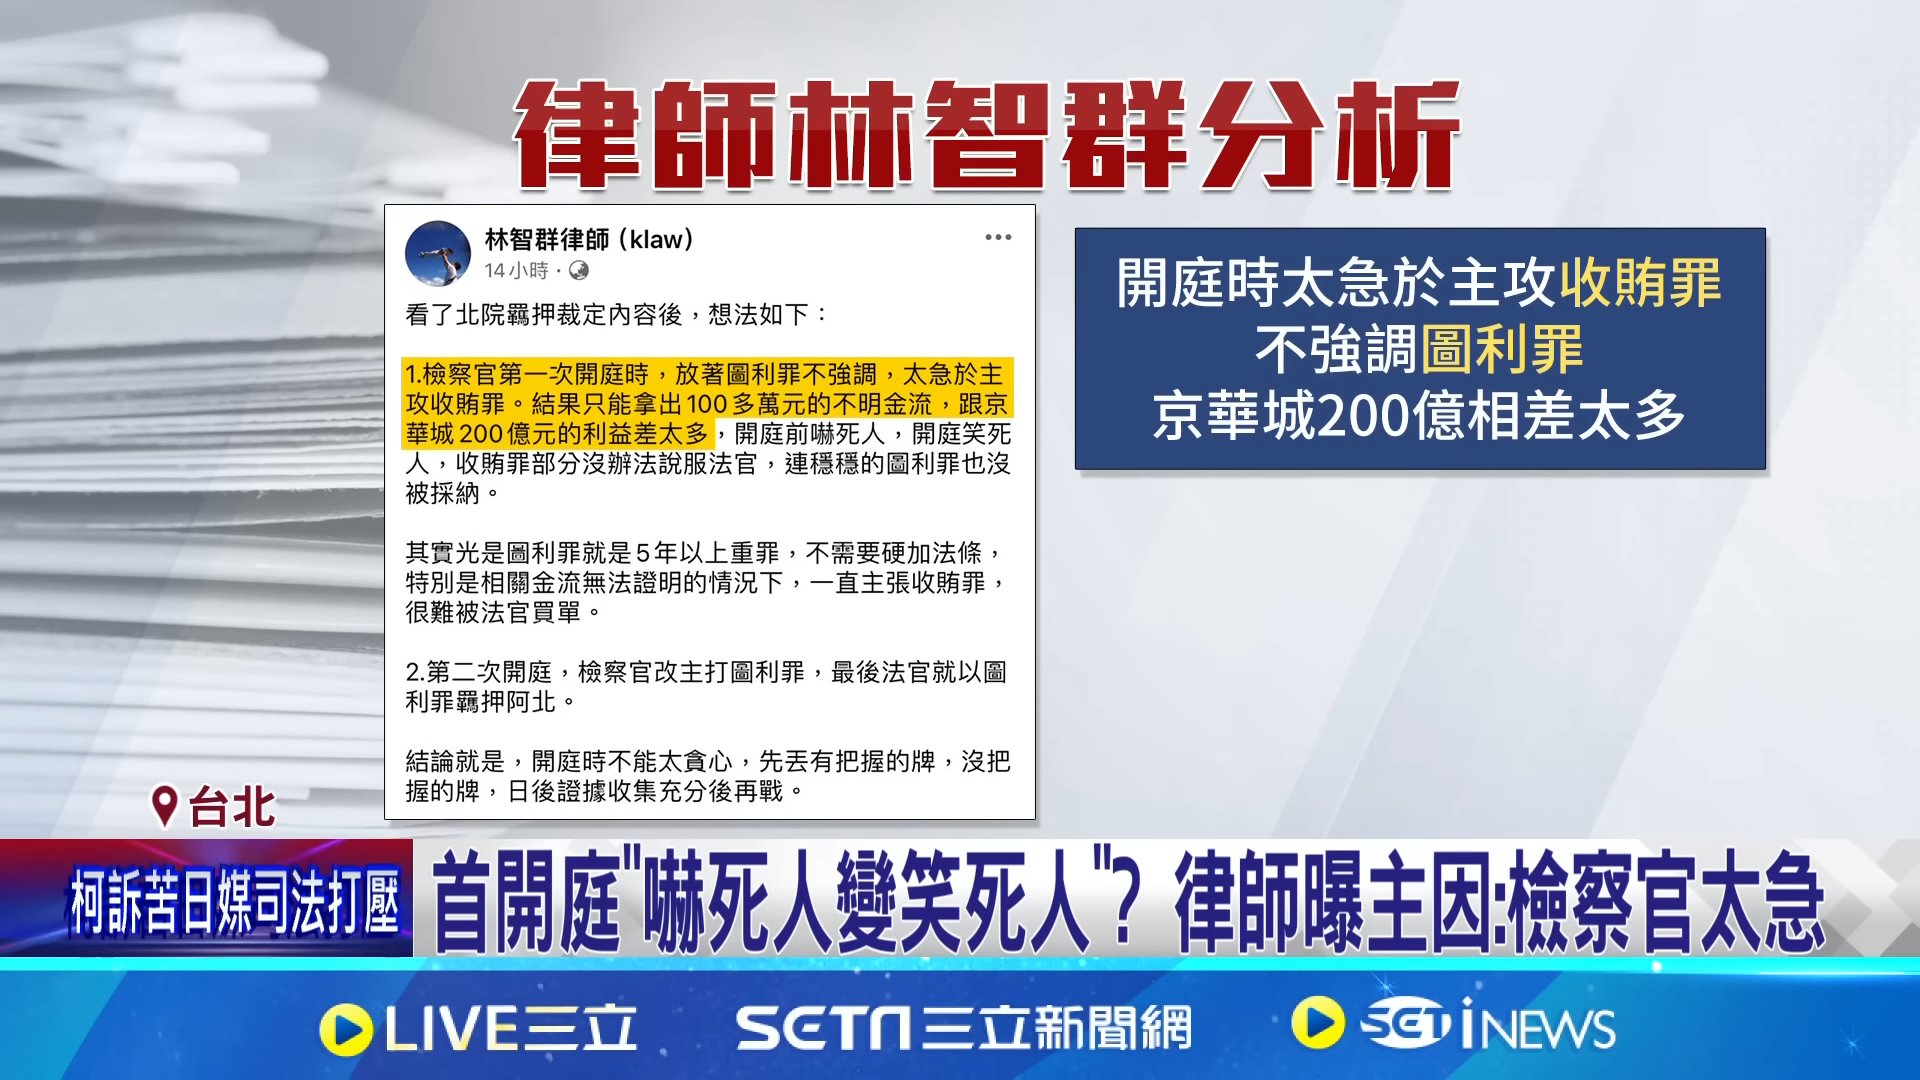 律師林智群分析
林智群律師（klaw）
14小時
看了北院羈押裁定內容後，想法如下：
1.檢察官第一次開庭時，放著圖利罪不強調，太急於主
攻收賄罪。結果只能拿出100多萬元的不明金流，跟京
華城200億元的利益差太多，開庭前嚇死人，開庭笑死
人，收賄罪部分沒辦法說服法官，連穩穩的圖利罪也沒
被採納。
其實光是圖利罪就是5年以上重罪，不需要硬加法條，
特別是相關金流無法證明的情況下，一直主張收賄罪，
很難被法官買單。
2.第二次開庭，檢察官改主打圖利罪，最後法官就以圖
利罪羈押阿北。
結論就是，開庭時不能太貪心，先丟有把握的牌，沒把
握的牌，日後證據收集充分後再戰。
開庭時太急於主攻收賄罪
不強調圖利罪
京華城200億相差太多
台北
柯訴苦日媒司法打壓
首開庭"嚇死人變笑死人"? 律師曝主因:檢察官太急
LIVE三立
SETN三立新聞網
SETiNEWS